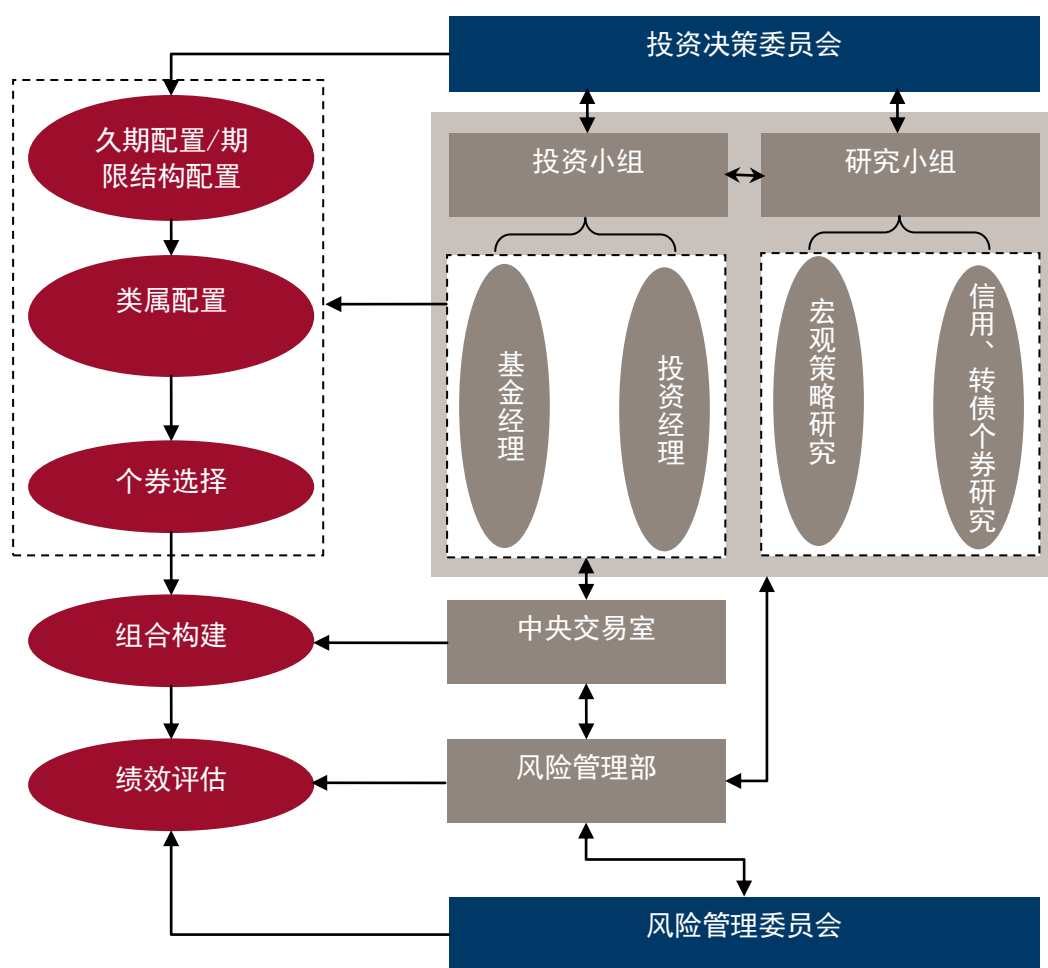 投资决策委员会
久期配置/期
限结构配置
投资小组
研究小组
类属配置
基金经理
投资经理
宏观策略研究
信用、转债个券研究
个券选择
组合构建
中央交易室
绩效评估
风险管理部
风险管理委员会